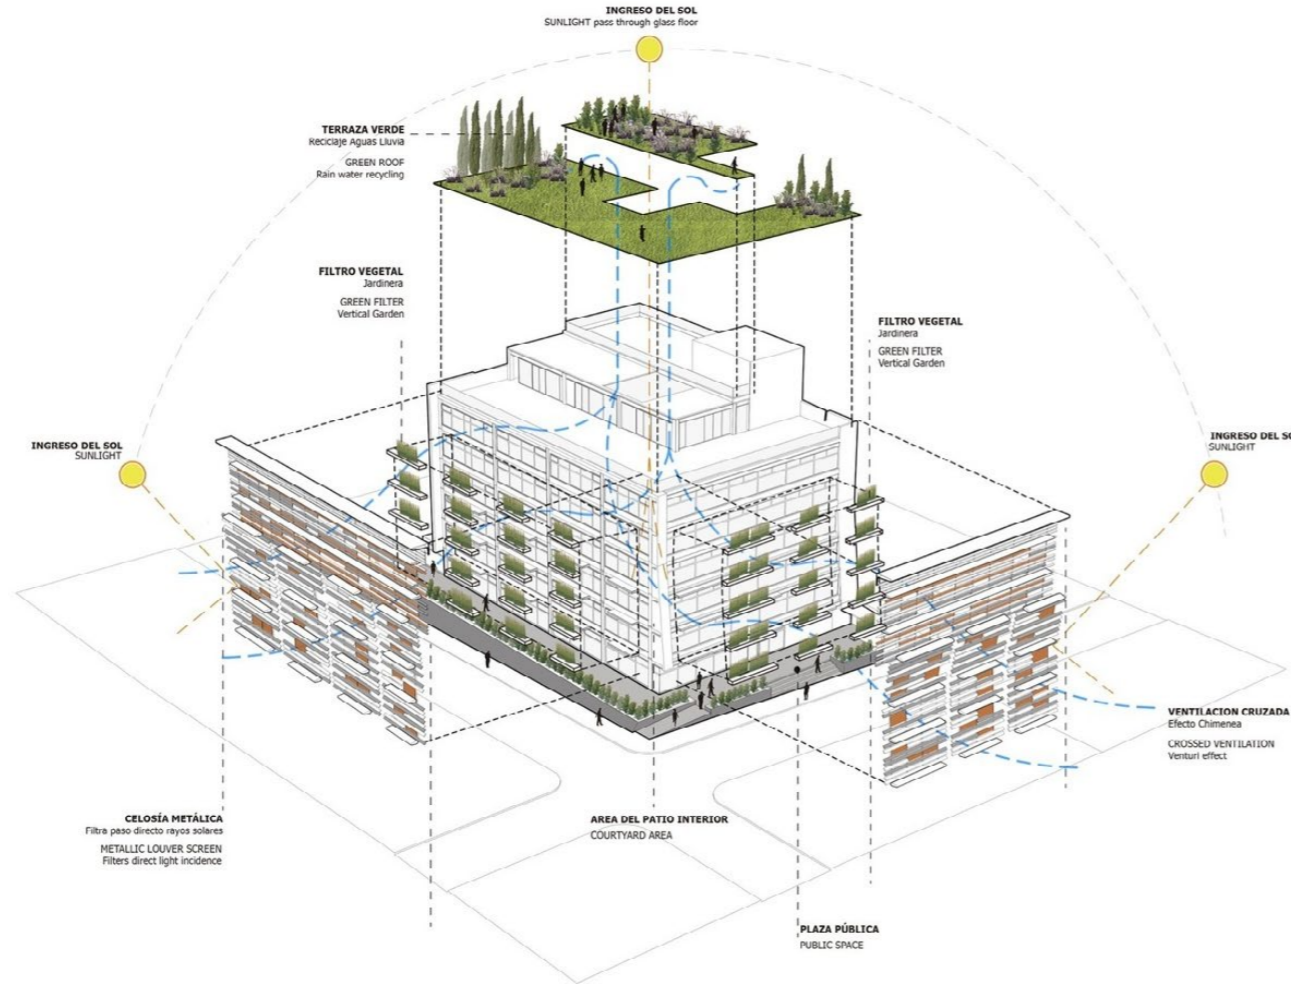 INGRESO DEL SOL
SUNLIGHT pass through glass floor
TERRAZA VERDE
Reciclaje Aguas Lluvia
GREEN ROOF
Rain water recycling
FILTRO VEGETAL
Jardinera
GREEN FILTER
Vertical Garden
FILTRO VEGETAL
Jardinera
GREEN FILTER
Vertical Garden
INGRESO DEL SOL
SUNLIGHT
INGRESO DEL SO
SUNLIGHT
VENTILACION CRUZADA
Efecto Chimenea
CROSSED VENTILATION
Venturi effect
CELOSÍA METÁLICA
Filtra paso directo rayos solares
METALLIC LOUVER SCREEN
Filters direct light incidence
AREA DEL PATIO INTERIOR
COURTYARD AREA
PLAZA PÚBLICA
PUBLIC SPACE